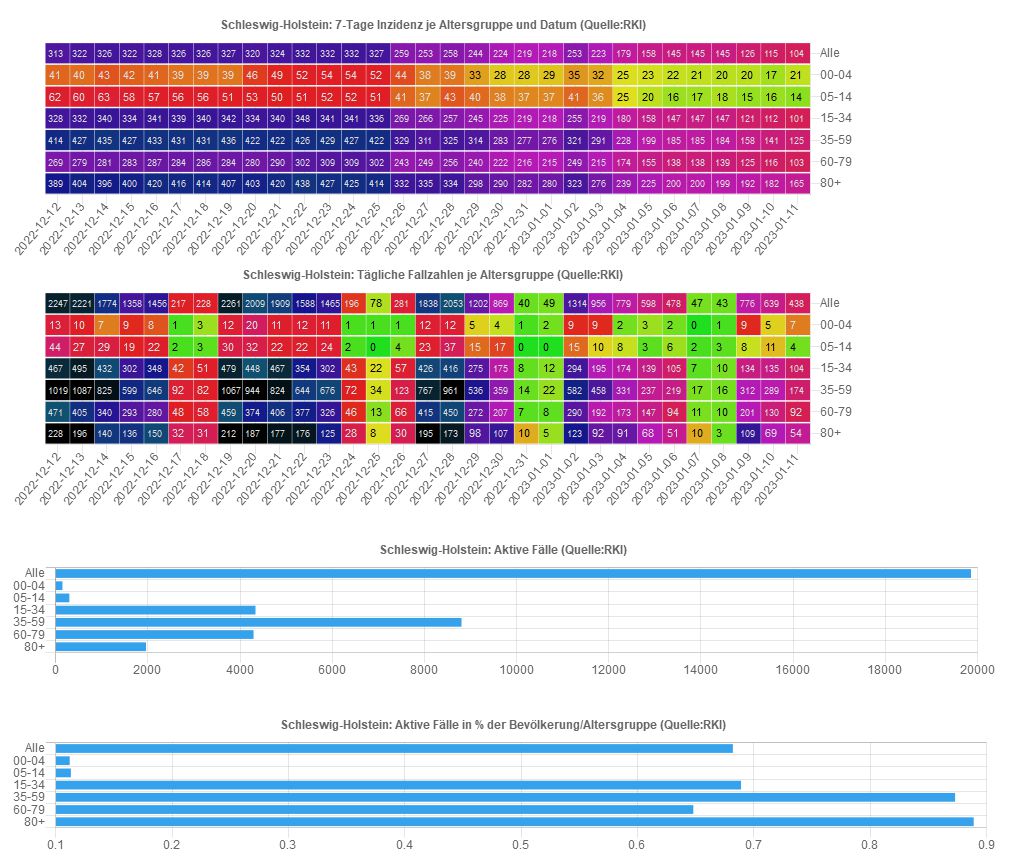 Schleswig-Holstein: 7-Tage Inzidenz je Altersgruppe und Datum (Quelle:RKI)
313 322 326 322 328 326 326 327 320 324 332 332 332 327 259 253 258 244 224 219 218 253 223 179 158 145 145 126 115 104 Alle
41 40 43 42 41 39 39 39 46 49 52 54 54 52 44 38 39 33 28 28 29 35 32 25 23 22 21 20 20 17 21 00-04
62 60 63 58 57 56 56 51 53 50 51 52 52 51 41 37 43 40 38 37 37 41 36 25 20 16 17 18 15 16 14 05-14
328 332 340 334 341 339 340 342 334 340 348 341 341 336 269 266 257 245 225 219 218 255 219 180 158 147 147 121 112 101 15-34
414 427 435 427 433 431 431 436 422 422 426 429 427 422 329 311 325 314 283 277 276 321 291 228 199 185 185 184 158 141 125 35-59
269 279 281 283 287 284 286 284 280 290 302 309 309 302 243 249 256 240 222 216 215 249 215 174 155 138 138 139 125 116 103 60-79
389 404 396 400 420 416 414 407 403 420 438 427 425 414 332 335 334 298 290 282 280 323 276 239 225 200 200 199 192 182 165 80+
2022-12-12 2022-12-13 2022-12-14 2022-12-15 2022-12-16 2022-12-17 2022-12-18 2022-12-19 2022-12-20 2022-12-21 2022-12-22 2022-12-23 2022-12-24 2022-12-25 2022-12-26 2022-12-27 2022-12-28 2022-12-29 2022-12-30 2022-12-31 2023-01-01 2023-01-02 2023-01-03 2023-01-04 2023-01-05 2023-01-06 2023-01-07 2023-01-08 2023-01-09 2023-01-10 2023-01-11
Schleswig-Holstein: Tägliche Fallzahlen je Altersgruppe (Quelle:RKI)
2247 2221 1774 1358 1456 217 228 2261 2009 1909 1588 1465 196 78 281 1838 2053 1202 869 40 49 1314 956 779 598 478 47 43 776 639 438 Alle
13 10 7 9 8 1 3 12 20 11 12 11 1 1 1 12 12 5 4 1 2 9 9 2 3 2 0 1 9 5 7 00-04
44 27 29 19 22 2 3 30 32 22 22 24 2 0 4 23 37 15 17 0 0 15 10 8 3 6 2 3 8 11 4 05-14
467 495 432 302 348 42 51 479 448 467 354 302 43 22 57 426 416 275 175 8 12 294 195 174 139 105 7 10 134 135 104 15-34
1019 1087 825 599 646 92 82 1067 944 824 644 676 72 34 123 767 961 536 359 14 22 582 458 331 237 219 17 16 312 289 174 35-59
471 405 340 293 280 48 58 459 374 406 377 326 46 13 66 415 450 272 207 7 8 290 192 173 147 94 11 10 201 130 92 60-79
228 196 140 136 150 32 31 212 187 177 176 125 28 8 30 195 173 98 107 10 5 123 92 91 68 51 10 3 109 69 54 80+
2022-12-12 2022-12-13 2022-12-14 2022-12-15 2022-12-16 2022-12-17 2022-12-18 2022-12-19 2022-12-20 2022-12-21 2022-12-22 2022-12-23 2022-12-24 2022-12-25 2022-12-26 2022-12-27 2022-12-28 2022-12-29 2022-12-30 2022-12-31 2023-01-01 2023-01-02 2023-01-03 2023-01-04 2023-01-05 2023-01-06 2023-01-07 2023-01-08 2023-01-09 2023-01-10 2023-01-11
Schleswig-Holstein: Aktive Fälle (Quelle:RKI)
Alle
00-04
05-14
15-34
35-59
60-79
80+
0 2000 4000 6000 8000 10000 12000 14000 16000 18000 20000
Schleswig-Holstein: Aktive Fälle in % der Bevölkerung/Altersgruppe (Quelle:RKI)
Alle
00-04
05-14
15-34
35-59
60-79
80+
0.1 0.2 0.3 0.4 0.5 0.6 0.7 0.8 0.9